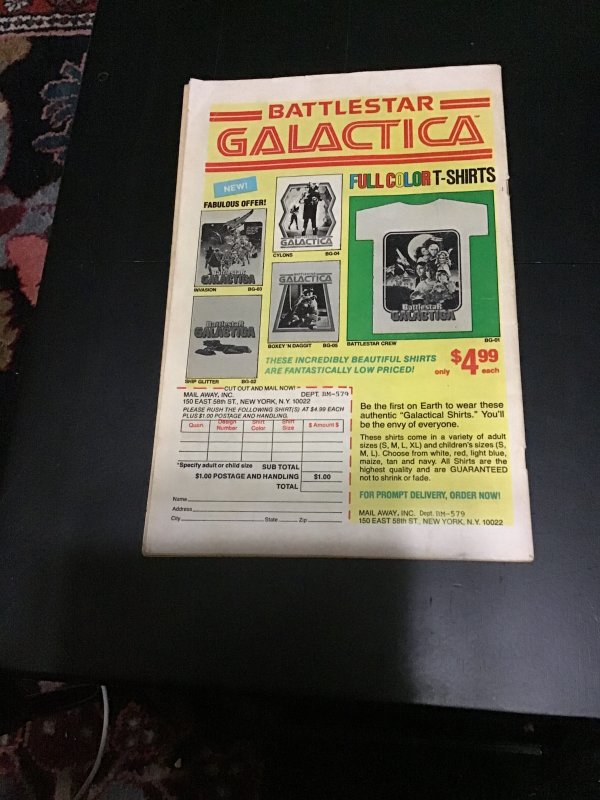 BATTLESTAR
GALACTICA™
NEW!
FABULOUS OFFER!
FULL COLOR T-SHIRTS
GALACTICA
CYLONS BG-04
Battlestar
GALACTICA
INVASION BG-03
GALACTICA
BOXEY 'N DAGGIT BG-05
Battlestar
GALACTICA
SHIP GLITTER BG-02
Battlestar
GALACTICA
BATTLESTAR CREW BG-01
THESE INCREDIBLY BEAUTIFUL SHIRTS
ARE FANTASTICALLY LOW PRICED!
only $4.99 each
CUT OUT AND MAIL NOW!
MAIL AWAY, INC. DEPT. BM-579
150 EAST 58th ST., NEW YORK, N.Y. 10022
PLEASE RUSH THE FOLLOWING SHIRT(S) AT $4.99 EACH
PLUS $1.00 POSTAGE AND HANDLING.
Quan. Design Number Shirt Color Shirt Size $ Amount $
*Specify adult or child size SUB TOTAL
$1.00 POSTAGE AND HANDLING $1.00
TOTAL
Name
Address
City State Zip
Be the first on Earth to wear these
authentic "Galactical Shirts." You'll
be the envy of everyone.
These shirts come in a variety of adult
sizes (S, M, L, XL) and children's sizes (S,
M, L). Choose from white, red, light blue,
maize, tan and navy. All Shirts are the
highest quality and are GUARANTEED
not to shrink or fade.
FOR PROMPT DELIVERY, ORDER NOW!
MAIL AWAY, INC. Dept. BM-579
150 EAST 58th ST., NEW YORK, N.Y. 10022